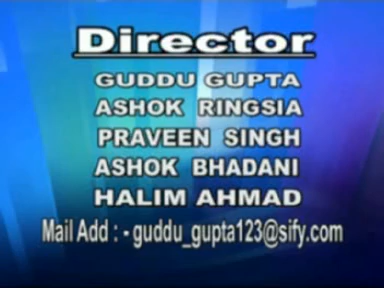 Director
GUDDU GUPTA
ASHOK RINGSIA
PRAVEEN SINGH
ASHOK BHADANI
HALIM AHMAD
Mail Add : - guddu_gupta123@sify.com